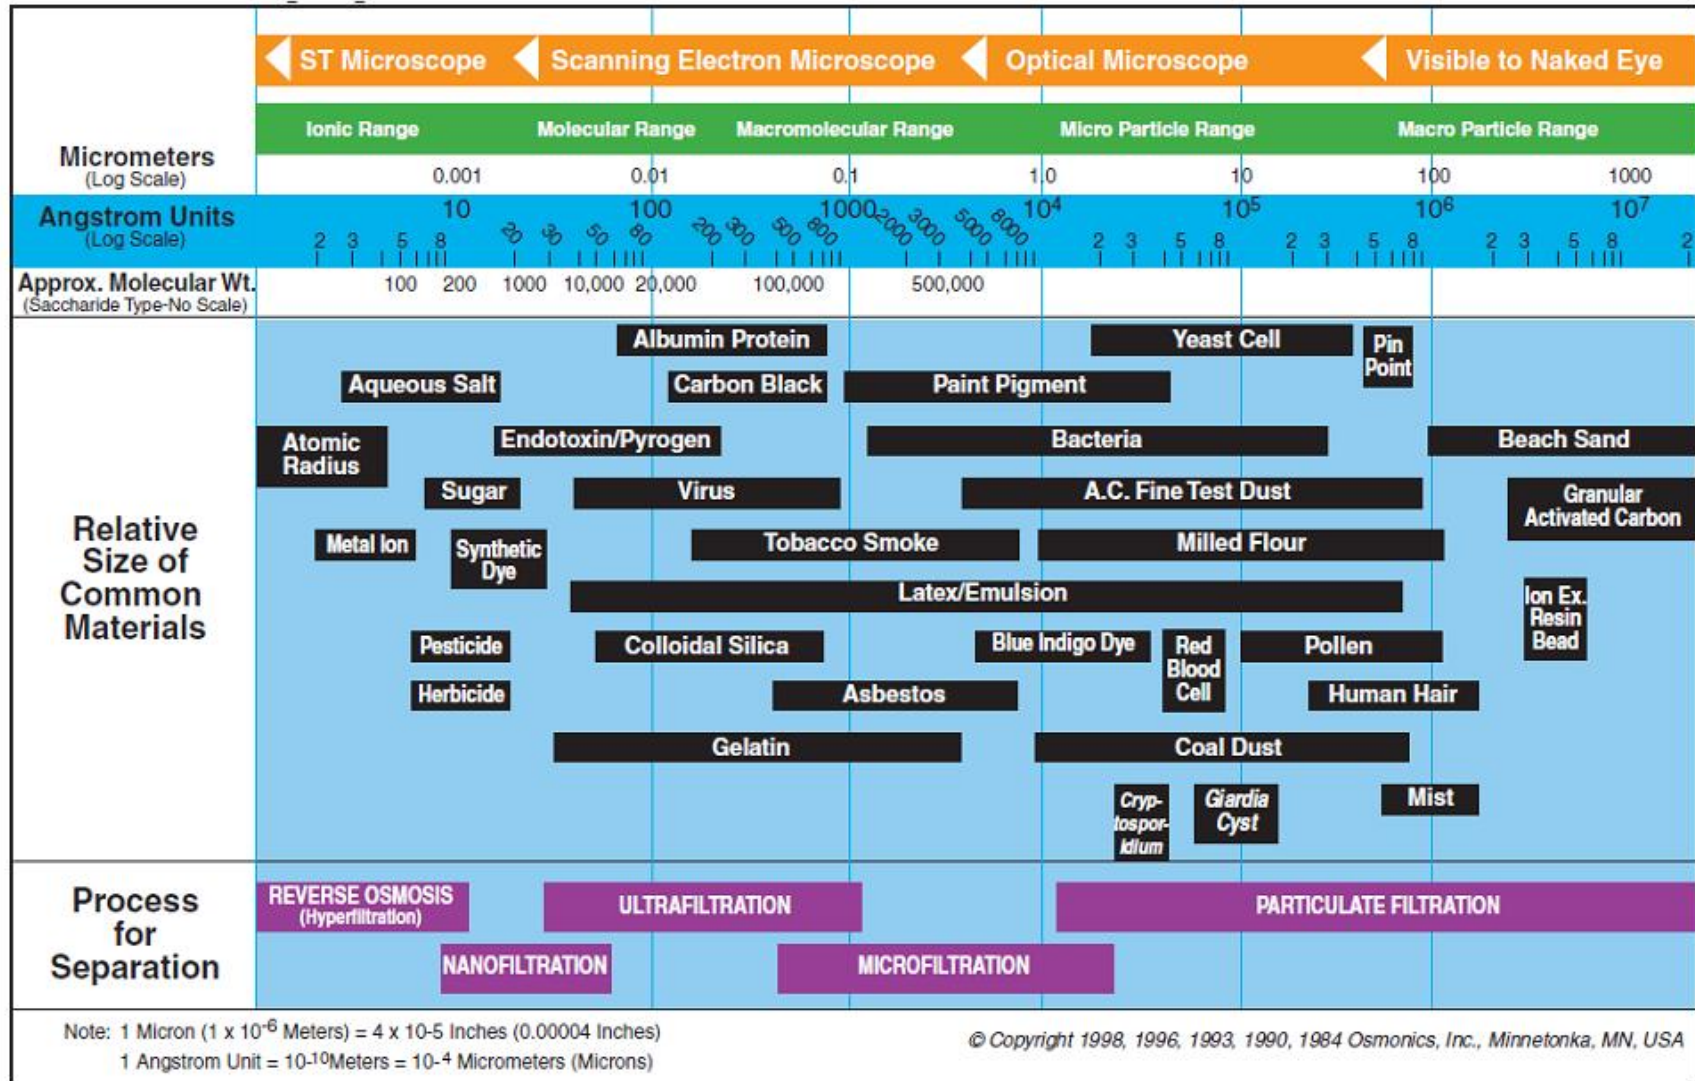 ST Microscope Scanning Electron Microscope Optical Microscope Visible to Naked Eye
Ionic Range Molecular Range Macromolecular Range Micro Particle Range Macro Particle Range
Micrometers
(Log Scale)
0.001 0.01 0.1 1.0 10 100 1000
Angstrom Units
(Log Scale)
10 100 1000 10⁴ 10⁵ 10⁶ 10⁷
2 3 5 8 20 30 50 80 200 300 500 800 2000 3000 5000 8000 2 3 5 8 2 3 5 8 2 3 5 8 2
Approx. Molecular Wt.
(Saccharide Type-No Scale)
100 200 1000 10,000 20,000 100,000 500,000
Relative
Size of
Common
Materials
Albumin Protein
Yeast Cell
Pin
Point
Aqueous Salt
Carbon Black
Paint Pigment
Atomic
Radius
Endotoxin/Pyrogen
Bacteria
Beach Sand
Sugar
Virus
A.C. Fine Test Dust
Granular
Activated Carbon
Metal Ion
Synthetic
Dye
Tobacco Smoke
Milled Flour
Latex/Emulsion
Ion Ex.
Resin
Bead
Pesticide
Colloidal Silica
Blue Indigo Dye
Red
Blood
Cell
Pollen
Herbicide
Asbestos
Human Hair
Gelatin
Coal Dust
Cryp-
tospor-
idium
Giardia
Cyst
Mist
Process
for
Separation
REVERSE OSMOSIS
(Hyperfiltration)
ULTRAFILTRATION
PARTICULATE FILTRATION
NANOFILTRATION
MICROFILTRATION
Note: 1 Micron (1 x 10⁻⁶ Meters) = 4 x 10-5 Inches (0.00004 Inches)
1 Angstrom Unit = 10-¹⁰Meters = 10-⁴ Micrometers (Microns)
© Copyright 1998, 1996, 1993, 1990, 1984 Osmonics, Inc., Minnetonka, MN, USA